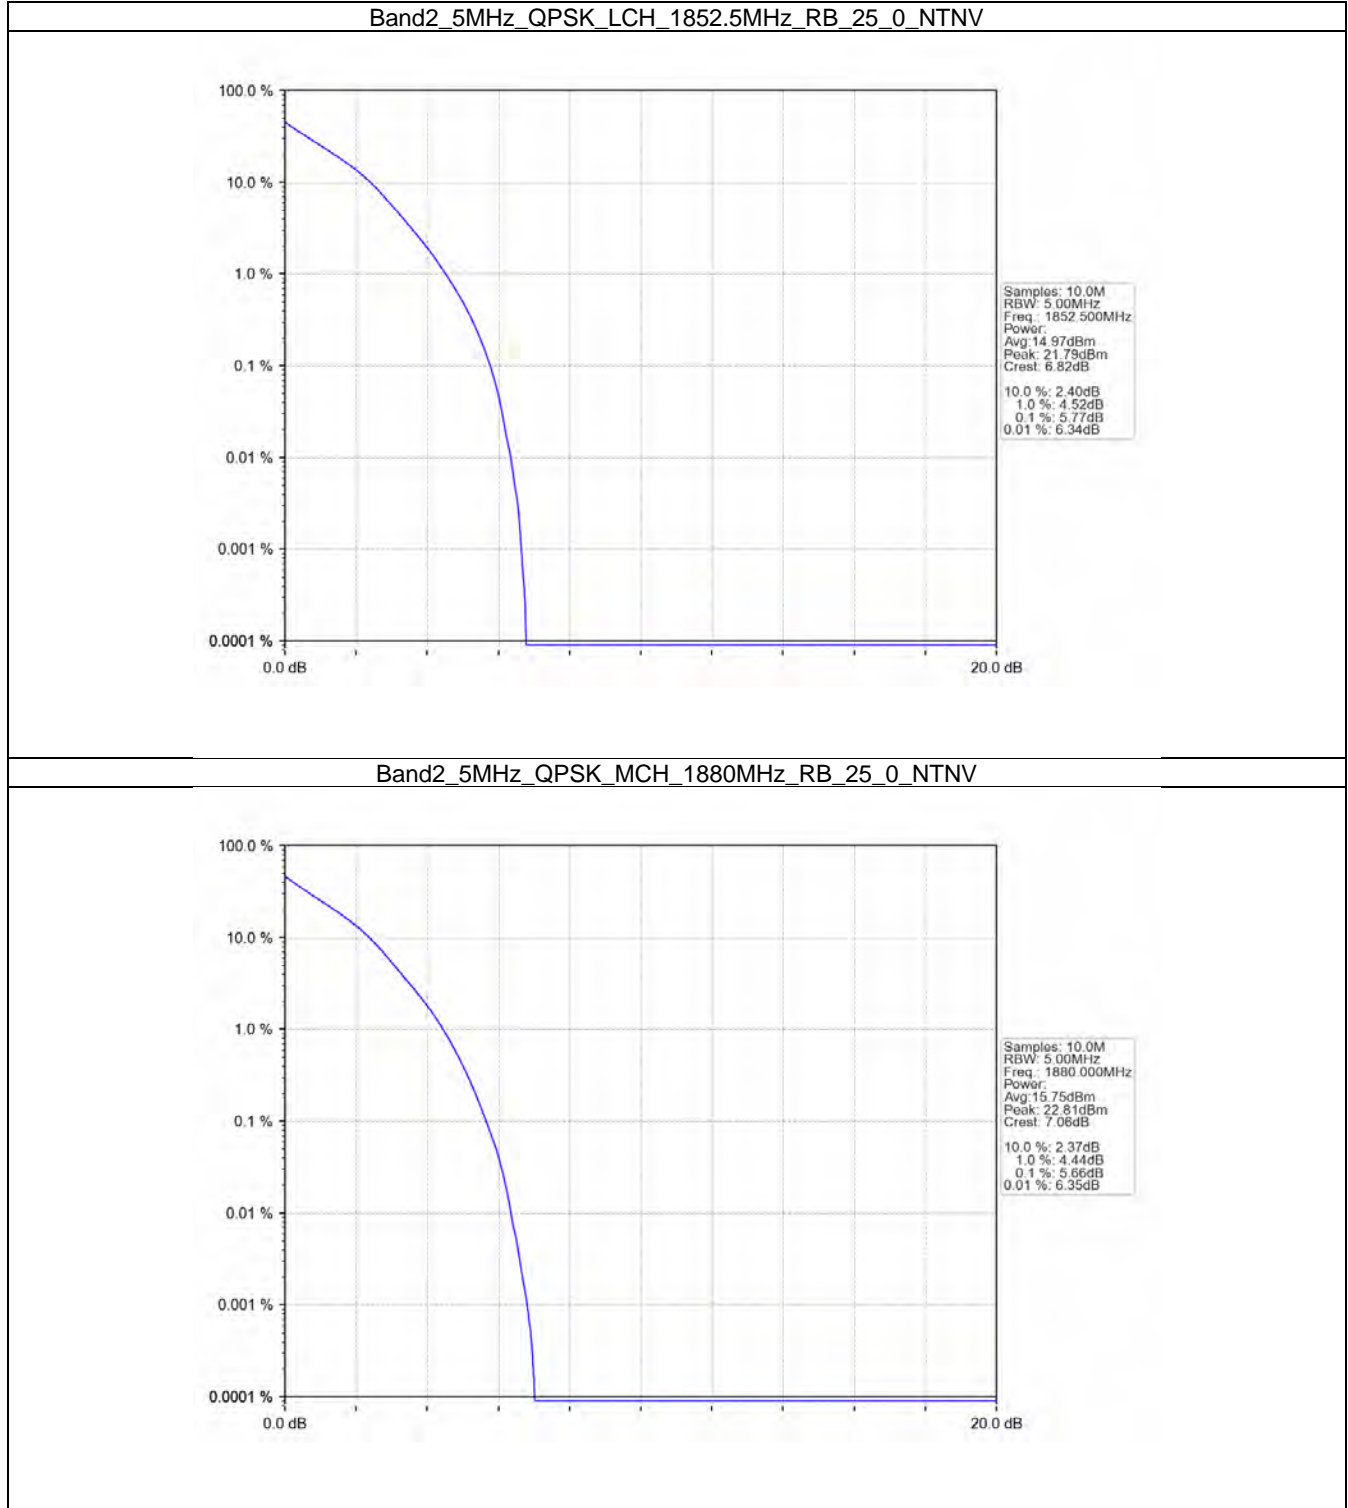 Band2_5MHz_QPSK_LCH_1852.5MHz_RB_25_0_NTNV
100.0 %
10.0 %
1.0 %
0.1 %
0.01 %
0.001 %
0.0001 %
0.0 dB
20.0 dB
Samples: 10.0M
RBW: 5.00MHz
Freq.: 1852.500MHz
Power:
Avg:14.97dBm
Peak: 21.79dBm
Crest: 6.82dB
10.0 %: 2.40dB
1.0 %: 4.52dB
0.1 %: 5.77dB
0.01 %: 6.34dB
Band2_5MHz_QPSK_MCH_1880MHz_RB_25_0_NTNV
100.0 %
10.0 %
1.0 %
0.1 %
0.01 %
0.001 %
0.0001 %
0.0 dB
20.0 dB
Samples: 10.0M
RBW: 5.00MHz
Freq.: 1880.000MHz
Power:
Avg:15.75dBm
Peak: 22.81dBm
Crest: 7.06dB
10.0 %: 2.37dB
1.0 %: 4.44dB
0.1 %: 5.66dB
0.01 %: 6.35dB